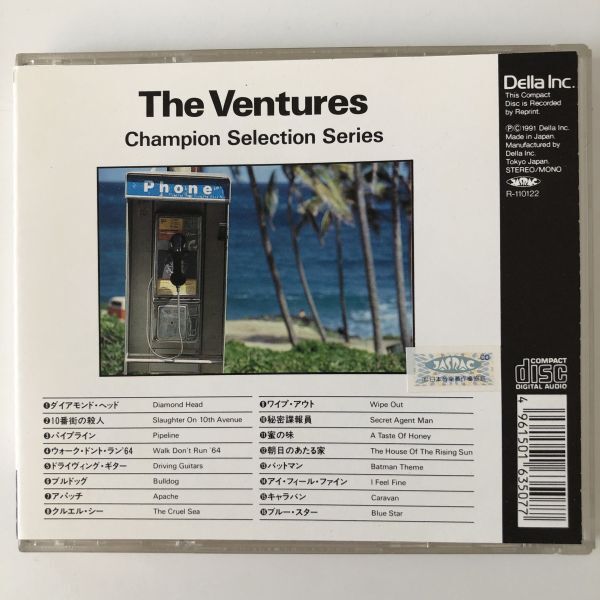 The Ventures
Champion Selection Series
Phone
Della Inc.
This Compact
Disc is Recorded
by Reprint.
ⓅⒸ1991 Della Inc.
Made in Japan.
Manufactured by
Della Inc.
Tokyo Japan.
STEREO/MONO
JASRAC
R-110122
JASRAC CD
COMPACT
disc
DIGITAL AUDIO
4961501635077
❶ダイアモンド・ヘッド Diamond Head
❷10番街の殺人 Slaughter On 10th Avenue
❸パイプライン Pipeline
❹ウォーク・ドント・ラン'64 Walk Don't Run '64
❺ドライヴィング・ギター Driving Guitars
❻ブルドッグ Bulldog
❼アパッチ Apache
❽クルエル・シー The Cruel Sea
❾ワイプ・アウト Wipe Out
❿秘密諜報員 Secret Agent Man
⓫蜜の味 A Taste Of Honey
⓬朝日のあたる家 The House Of The Rising Sun
⓭バットマン Batman Theme
⓮アイ・フィール・ファイン I Feel Fine
⓯キャラバン Caravan
⓰ブルー・スター Blue Star